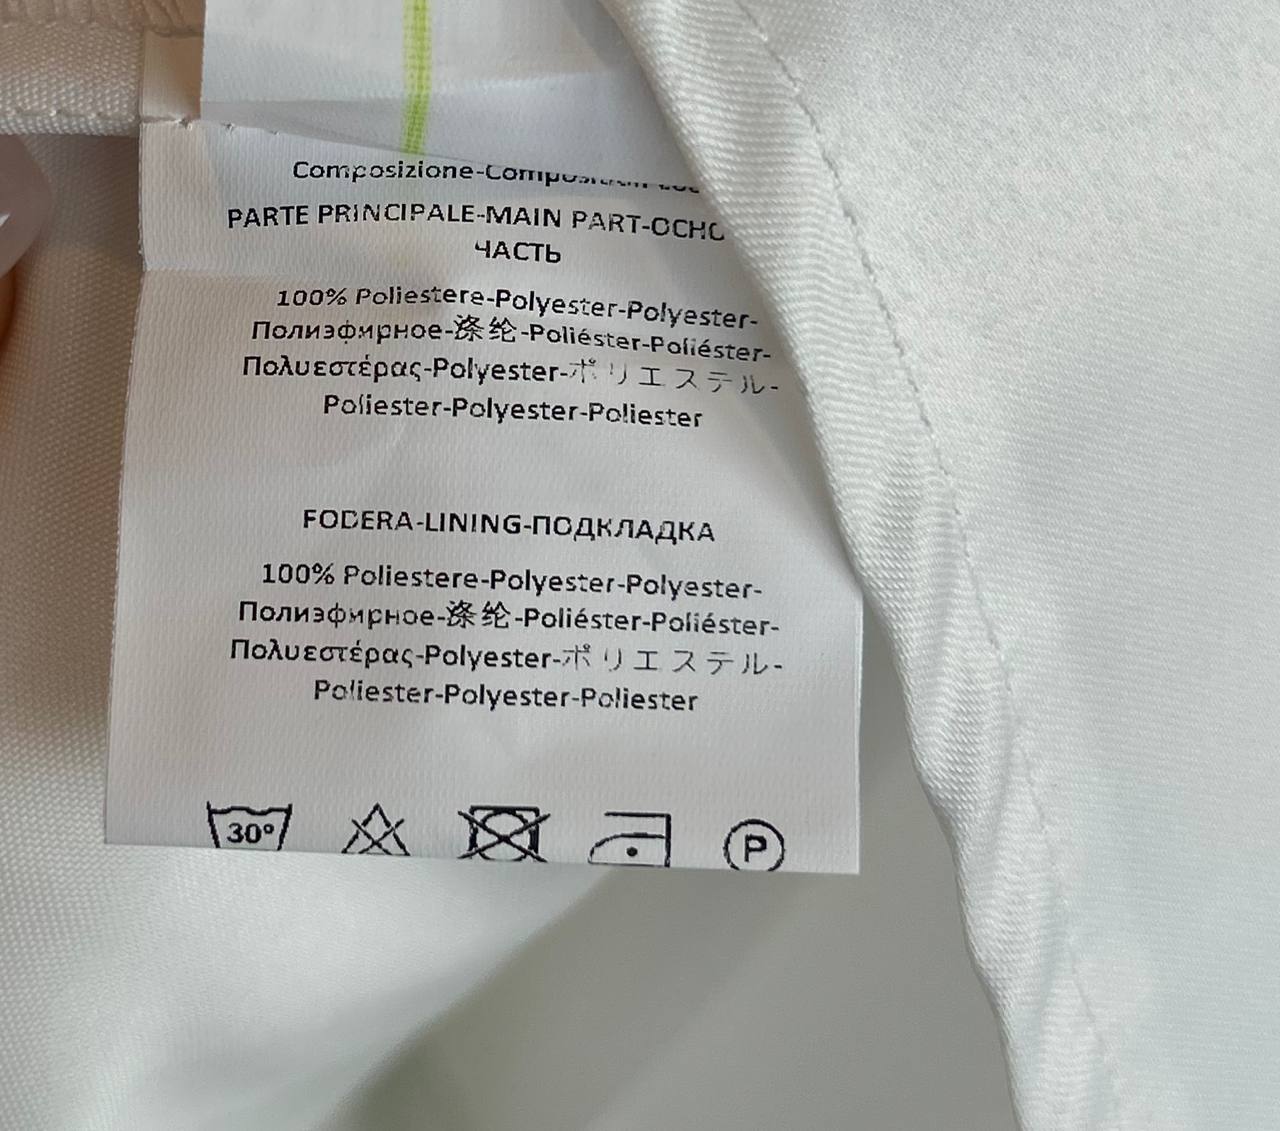 Composizione-
PARTE PRINCIPALE-MAIN PART-ОСНО
ЧАСТЬ
100% Poliestere-Polyester-Polyester-
Полиэфирное-涤纶-Poliéster-Poliéster-
Πολυεστέρας-Polyester-ポリエステル-
Poliester-Polyester-Poliester
FODERA-LINING-ПОДКЛАДКА
100% Poliestere-Polyester-Polyester-
Полиэфирное-涤纶-Poliéster-Poliéster-
Πολυεστέρας-Polyester-ポリエステル-
Poliester-Polyester-Poliester
30° P